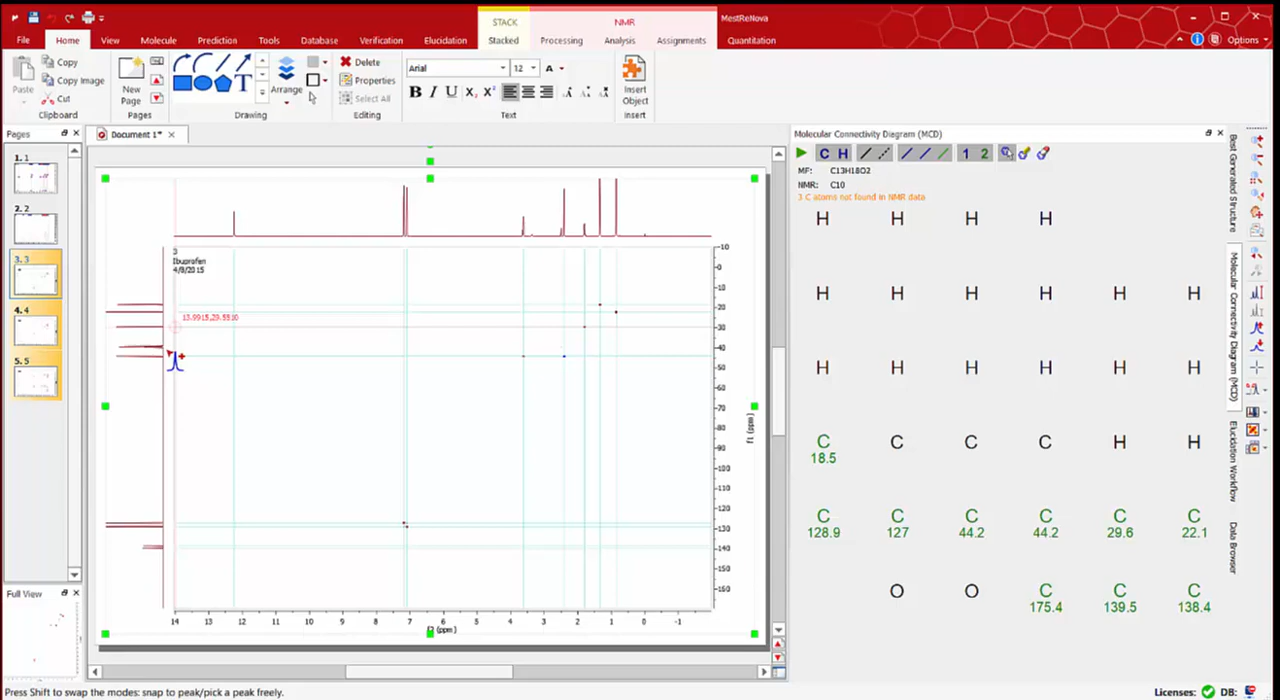 STACK
NMR
MestReNova
File
Home
View
Molecule
Prediction
Tools
Database
Verification
Elucidation
Stacked
Processing
Analysis
Assignments
Quantitation
Options
Paste
Copy
Copy Image
Cut
Clipboard
New
Page
Pages
Arrange
Drawing
Delete
Properties
Select All
Editing
Arial
12
A
B I U X₂ X² 
Text
Insert
Object
Insert
Pages
Document 1*
Molecular Connectivity Diagram (MCD)
C H
1 2
MF: C13H18O2
NMR: C10
3 C atoms not found in NMR data
1. 1
2. 2
3. 3
4. 4
5. 5
3
Ibuprofen
4/8/2015
13.9915,29.5310
-10
0
10
20
30
40
50
60
70
80
90
100
110
120
130
140
150
160
f1 (ppm)
14 13 12 11 10 9 8 7 6 5 4 3 2 1 0 -1
f2 (ppm)
H H H H
H H H H H H
H H H H H H
C C C C H H
18.5
C C C C C C
128.9 127 44.2 44.2 29.6 22.1
O O C C C
175.4 139.5 138.4
Best Generated Structure
Molecular Connectivity Diagram (MCD)
Elucidation Workflow
Data Browser
Full View
Press Shift to swap the modes: snap to peak/pick a peak freely.
Licenses:
DB: